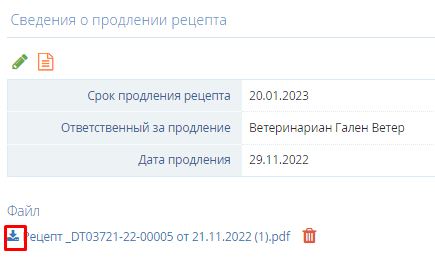 Сведения о продлении рецепта
Срок продления рецепта 20.01.2023
Ответственный за продление Ветеринариан Гален Ветер
Дата продления 29.11.2022
Файл
Рецепт _DT03721-22-00005 от 21.11.2022 (1).pdf